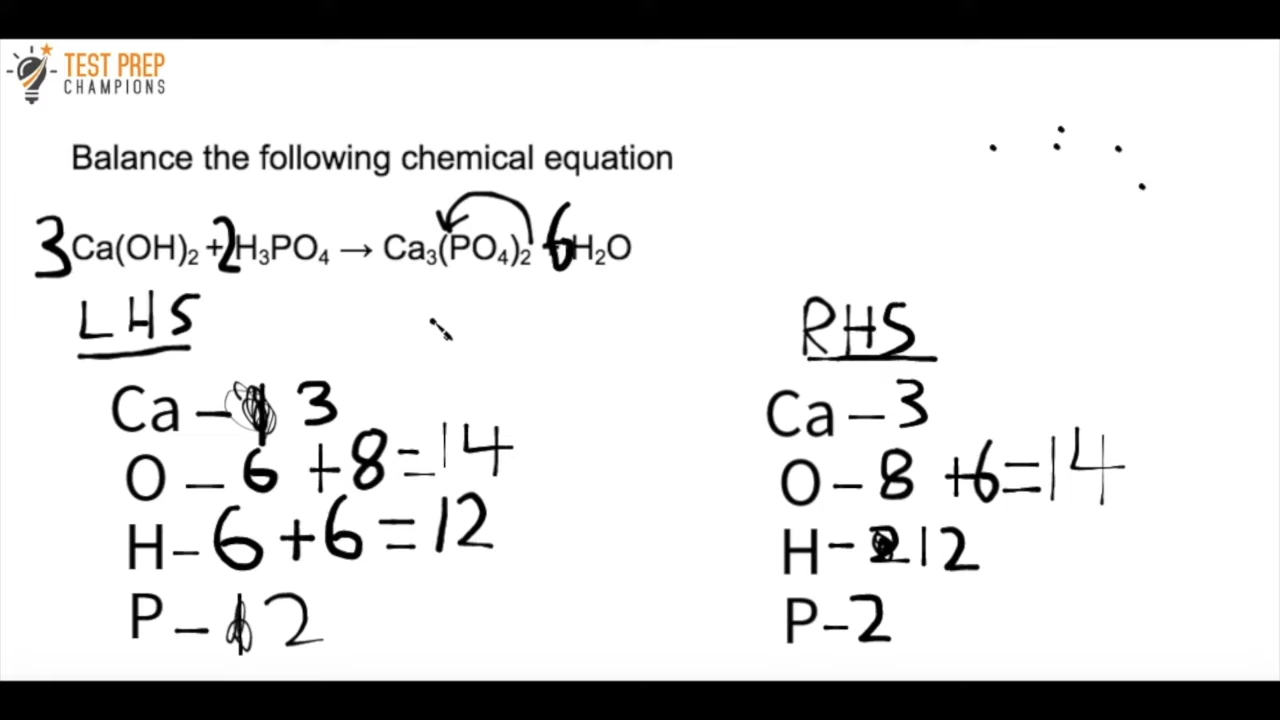 TEST PREP
CHAMPIONS
Balance the following chemical equation
3Ca(OH)₂ + 2H₃PO₄ → Ca₃(PO₄)₂ + 6H₂O
LHS
RHS
Ca – 3
Ca – 3
O – 6 + 8 = 14
O – 8 + 6 = 14
H – 6 + 6 = 12
H – 12
P – 2
P – 2